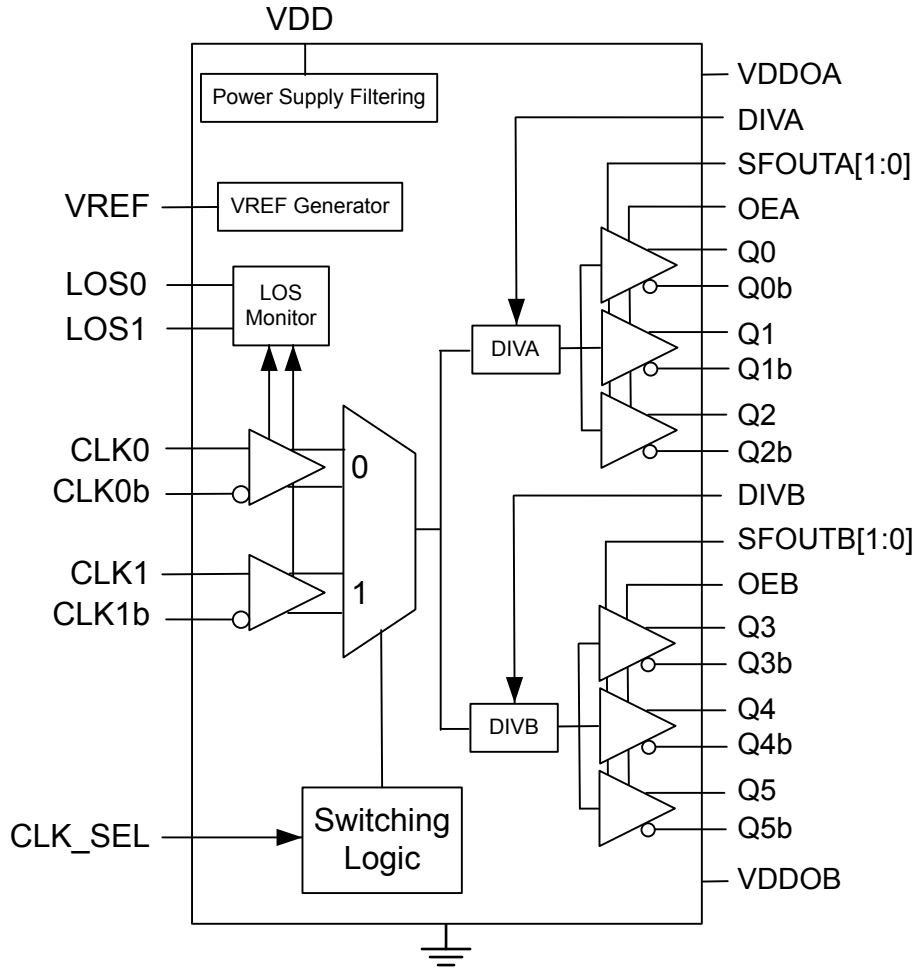 VDD
Power Supply Filtering
VREF
VREF Generator
LOS0
LOS1
LOS
Monitor
CLK0
CLK0b
CLK1
CLK1b
0
1
CLK_SEL
Switching
Logic
DIVA
DIVB
VDDOA
DIVA
SFOUTA[1:0]
OEA
Q0
Q0b
Q1
Q1b
Q2
Q2b
DIVB
SFOUTB[1:0]
OEB
Q3
Q3b
Q4
Q4b
Q5
Q5b
VDDOB